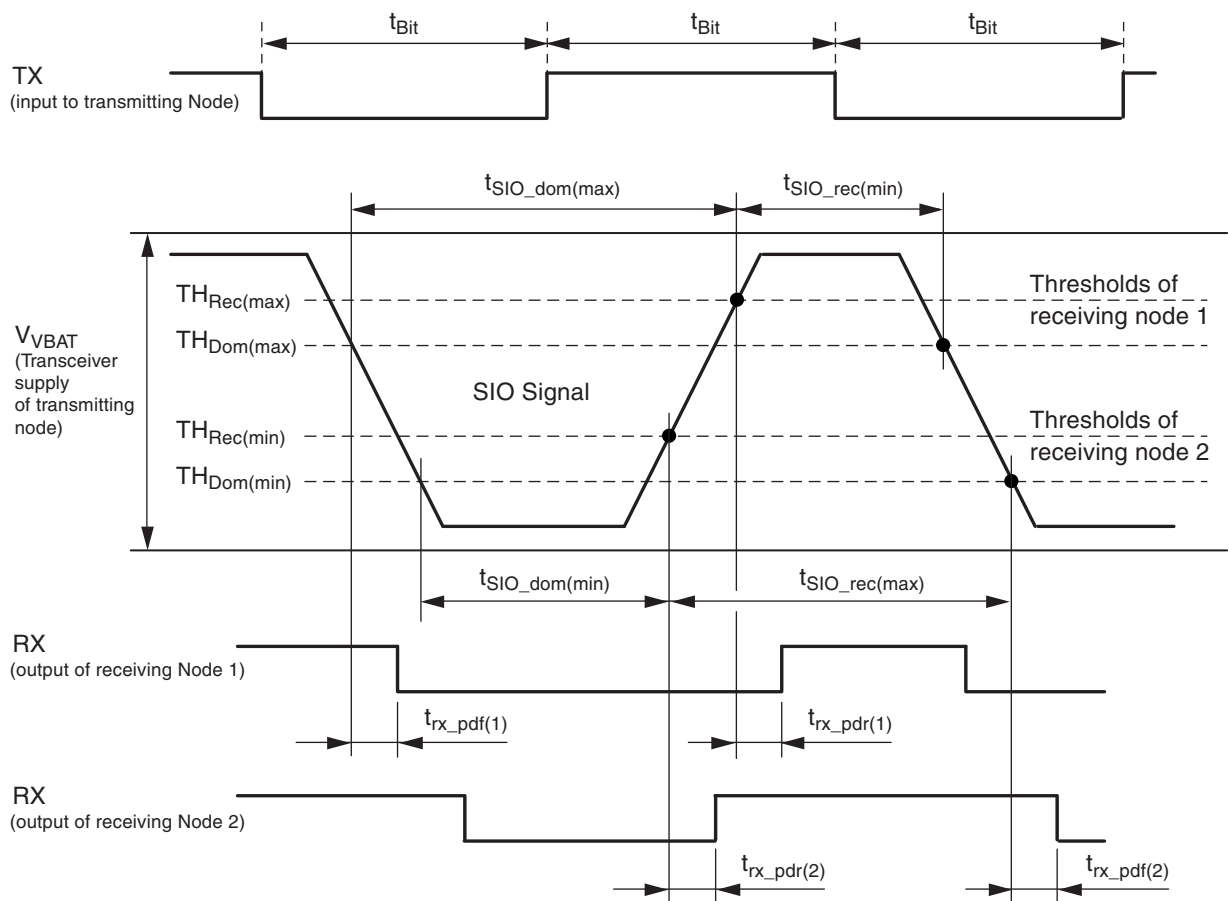 tBit tBit tBit
TX
(input to transmitting Node)
tSIO_dom(max) tSIO_rec(min)
THRec(max)
Thresholds of
receiving node 1
THDom(max)
VVBAT
(Transceiver
supply
of transmitting
node)
SIO Signal
THRec(min)
Thresholds of
receiving node 2
THDom(min)
tSIO_dom(min) tSIO_rec(max)
RX
(output of receiving Node 1)
trx_pdf(1) trx_pdr(1)
RX
(output of receiving Node 2)
trx_pdr(2) trx_pdf(2)